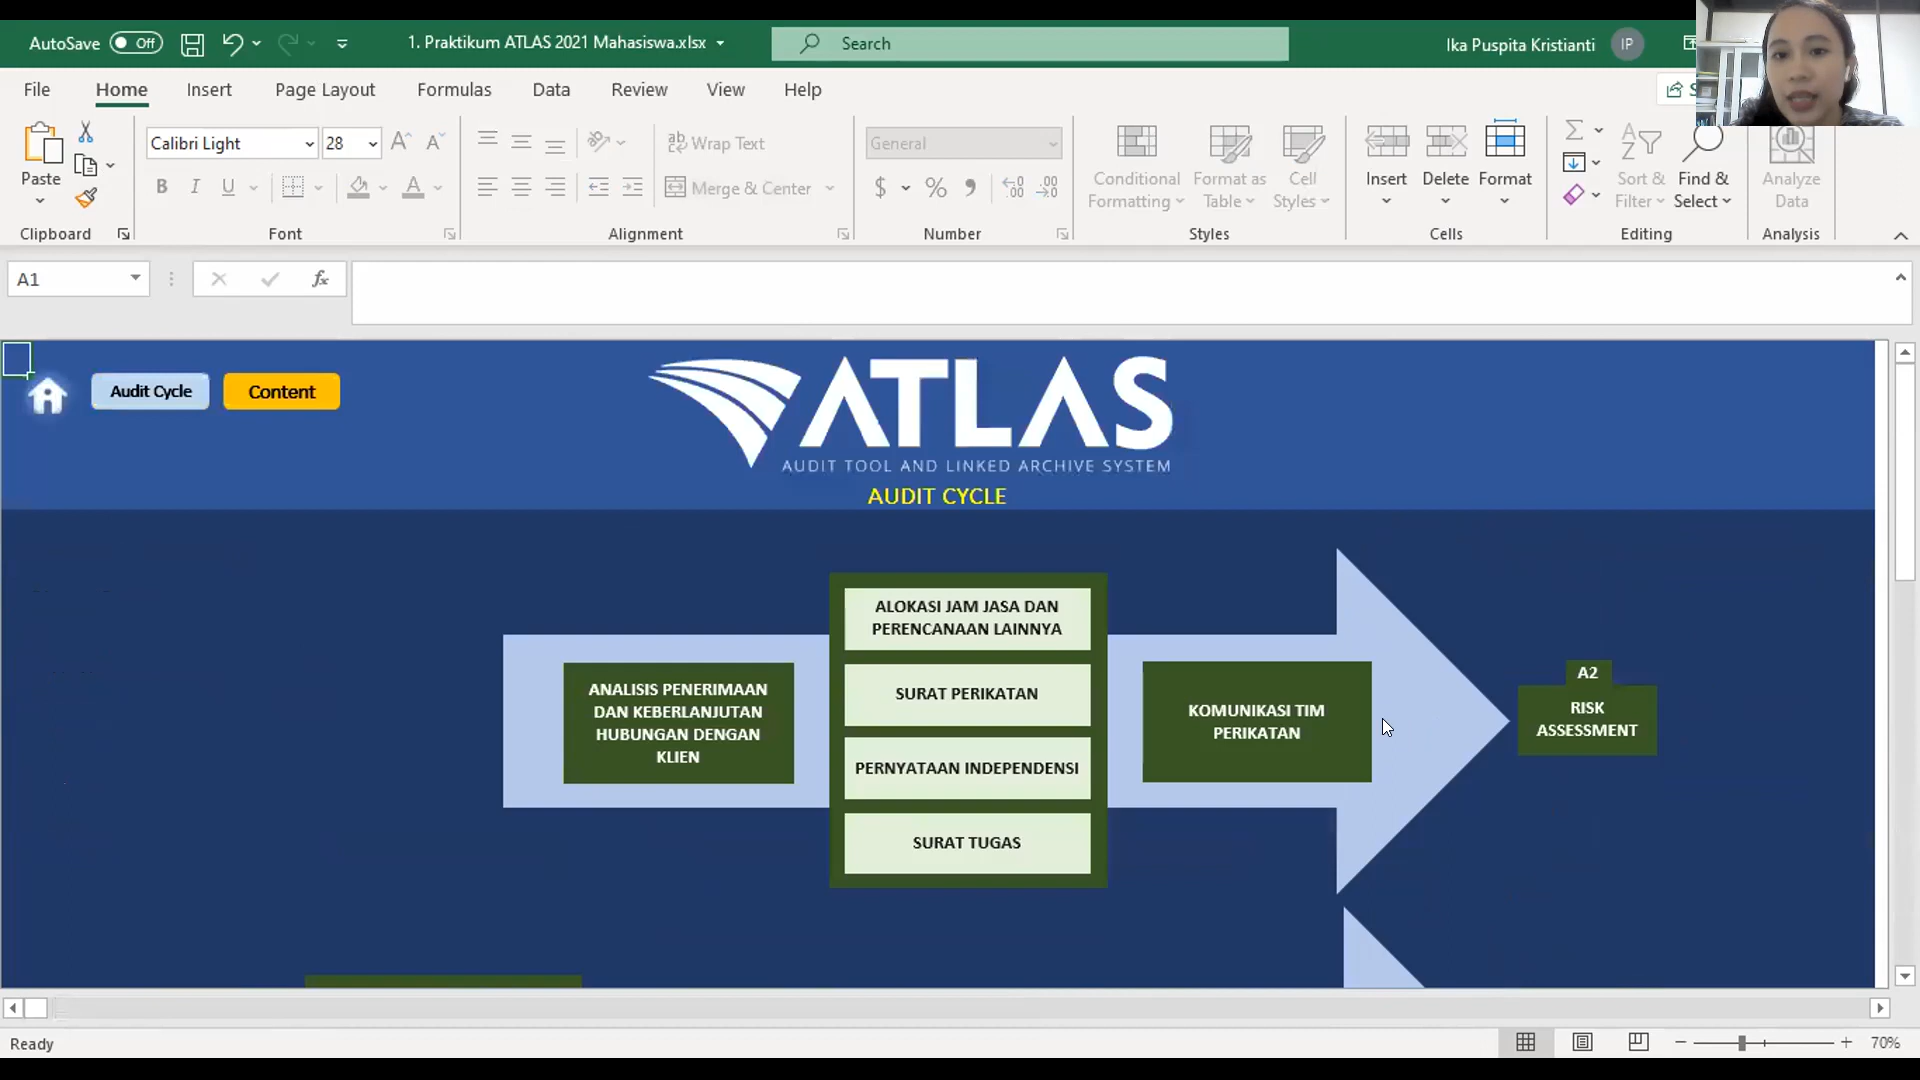 AutoSave Off
1. Praktikum ATLAS 2021 Mahasiswa.xlsx
Search
Ika Puspita Kristianti IP
File Home Insert Page Layout Formulas Data Review View Help
Paste
Clipboard
Calibri Light 28
B I U
Font
ab Wrap Text
Merge & Center
Alignment
General
$ % 
Number
Conditional Formatting
Format as Table
Cell Styles
Styles
Insert
Delete
Format
Cells
Sort & Filter
Find & Select
Editing
Analyze Data
Analysis
A1 fx
Audit Cycle
Content
ATLAS
AUDIT TOOL AND LINKED ARCHIVE SYSTEM
AUDIT CYCLE
ANALISIS PENERIMAAN
DAN KEBERLANJUTAN
HUBUNGAN DENGAN
KLIEN
ALOKASI JAM JASA DAN
PERENCANAAN LAINNYA
SURAT PERIKATAN
PERNYATAAN INDEPENDENSI
SURAT TUGAS
KOMUNIKASI TIM
PERIKATAN
A2
RISK
ASSESSMENT
Ready
70%